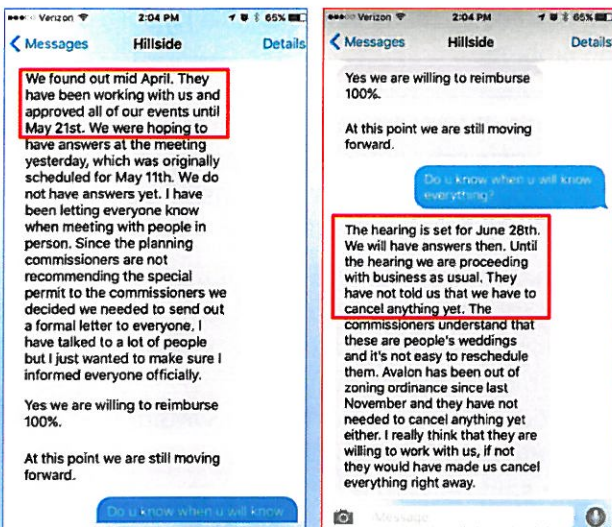 Verizon 2:04 PM 65%
Messages Hillside Details
We found out mid April. They
have been working with us and
approved all of our events until
May 21st. We were hoping to
have answers at the meeting
yesterday, which was originally
scheduled for May 11th. We do
not have answers yet. I have
been letting everyone know
when meeting with people in
person. Since the planning
commissioners are not
recommending the special
permit to the commissioners we
decided we needed to send out
a formal letter to everyone. I
have talked to a lot of people
but I just wanted to make sure I
informed everyone officially.
Yes we are willing to reimburse
100%.
At this point we are still moving
forward.
Do u know when u will know
Verizon 2:04 PM 65%
Messages Hillside Details
Yes we are willing to reimburse
100%.
At this point we are still moving
forward.
Do u know when u will know
everything?
The hearing is set for June 28th.
We will have answers then. Until
the hearing we are proceeding
with business as usual. They
have not told us that we have to
cancel anything yet. The
commissioners understand that
these are people's weddings
and it's not easy to reschedule
them. Avalon has been out of
zoning ordinance since last
November and they have not
needed to cancel anything yet
either. I really think that they are
willing to work with us, if not
they would have made us cancel
everything right away.
Message